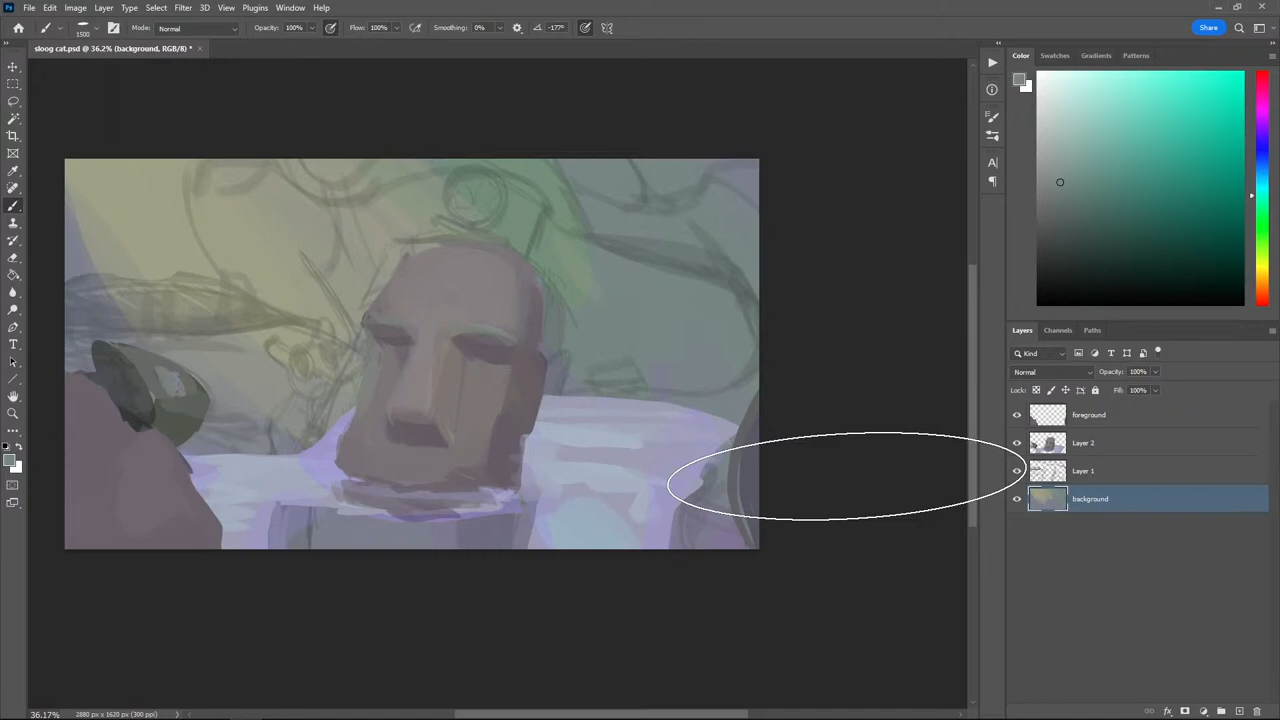 Ps File Edit Image Layer Type Select Filter 3D View Plugins Window Help
1500 Mode: Normal Opacity: 100% Flow: 100% Smoothing: 0% -177° Share
sloog cat.psd @ 36.2% (background, RGB/8) *
Color Swatches Gradients Patterns
Layers Channels Paths
Kind
Normal Opacity: 100%
Lock: Fill: 100%
foreground
Layer 2
Layer 1
background
36.17% 2880 px x 1620 px (300 ppi)